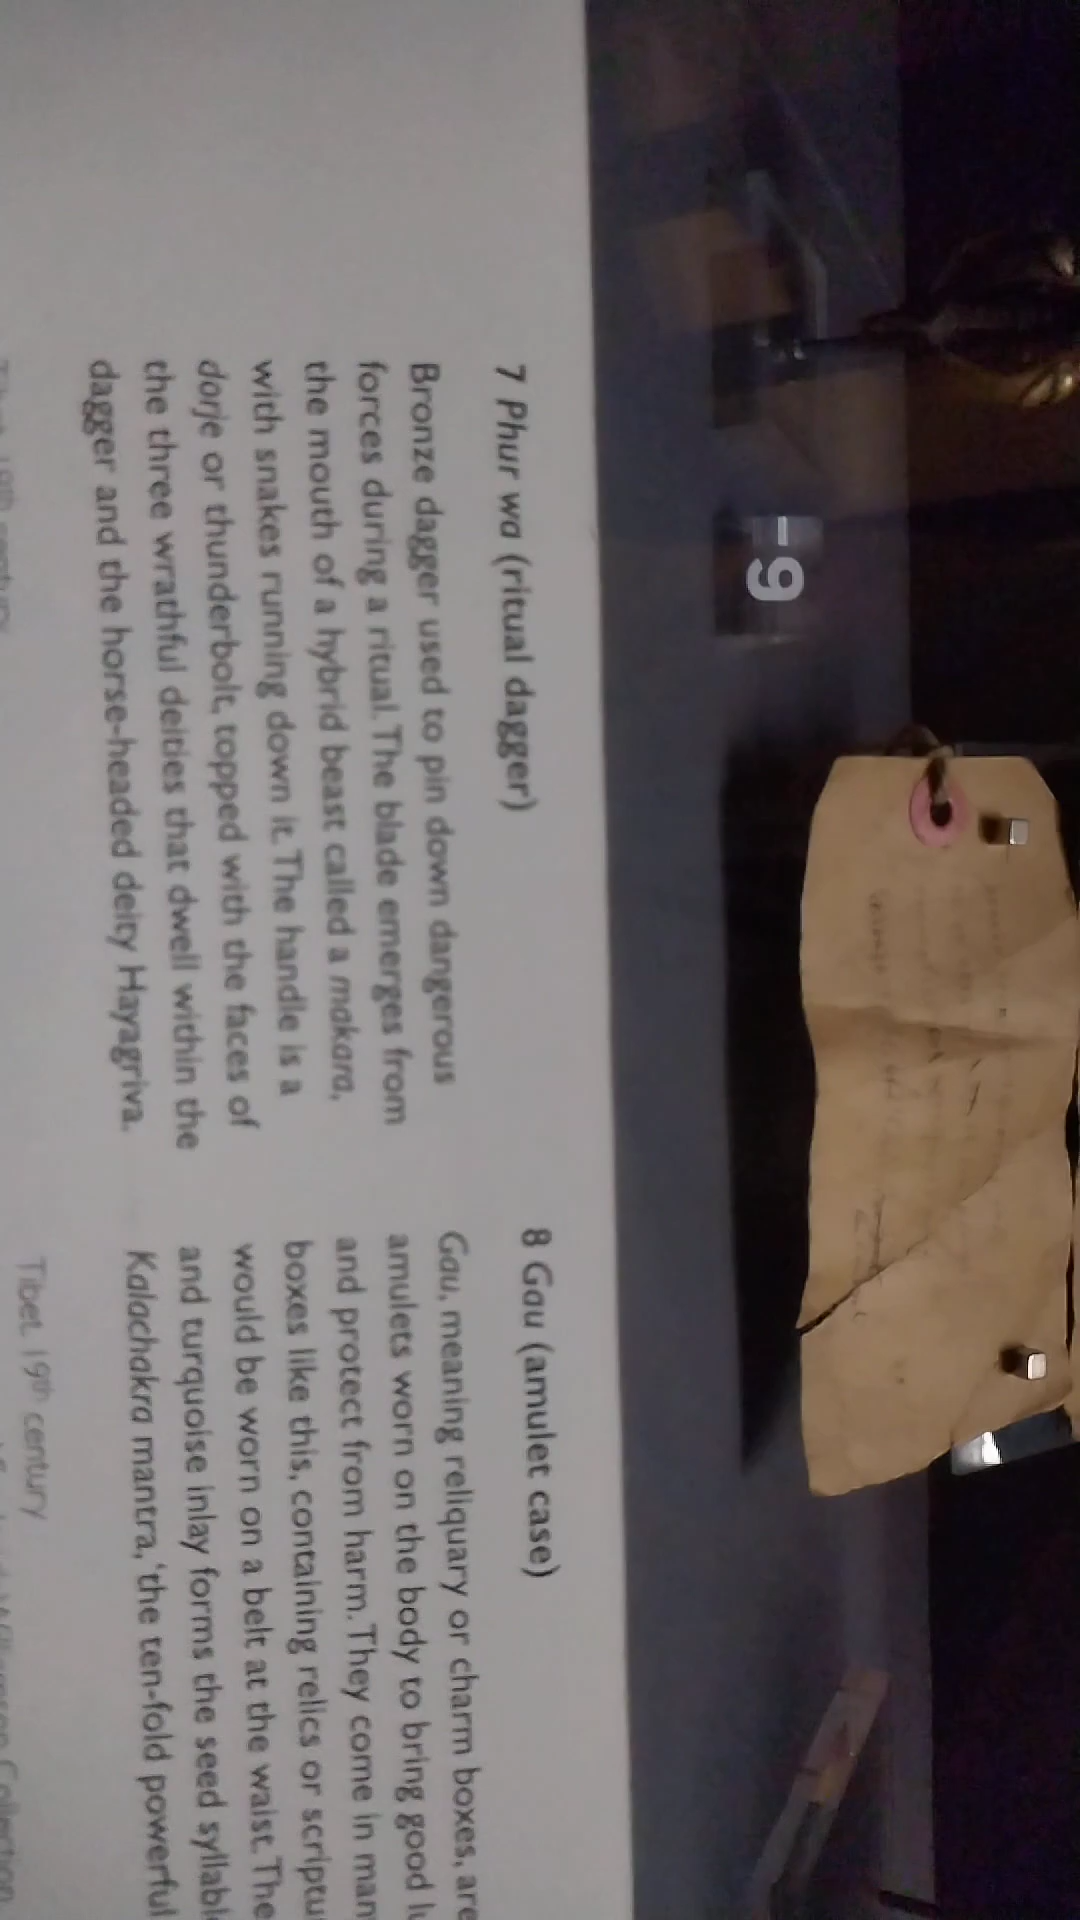 7 Phur wa (ritual dagger)
Bronze dagger used to pin down dangerous
forces during a ritual. The blade emerges from
the mouth of a hybrid beast called a makara,
with snakes running down it. The handle is a
dorje or thunderbolt, topped with the faces of
the three wrathful deities that dwell within the
dagger and the horse-headed deity Hayagriva.
8 Gau (amulet case)
Gau, meaning reliquary or charm boxes, are
amulets worn on the body to bring good
and protect from harm. They come in
boxes like this, containing relics or
would be worn on a belt at the waist. The
and turquoise inlay forms the seed
Kalachakra mantra, 'the ten-fold powerful
Tibet, 19th century
Collection